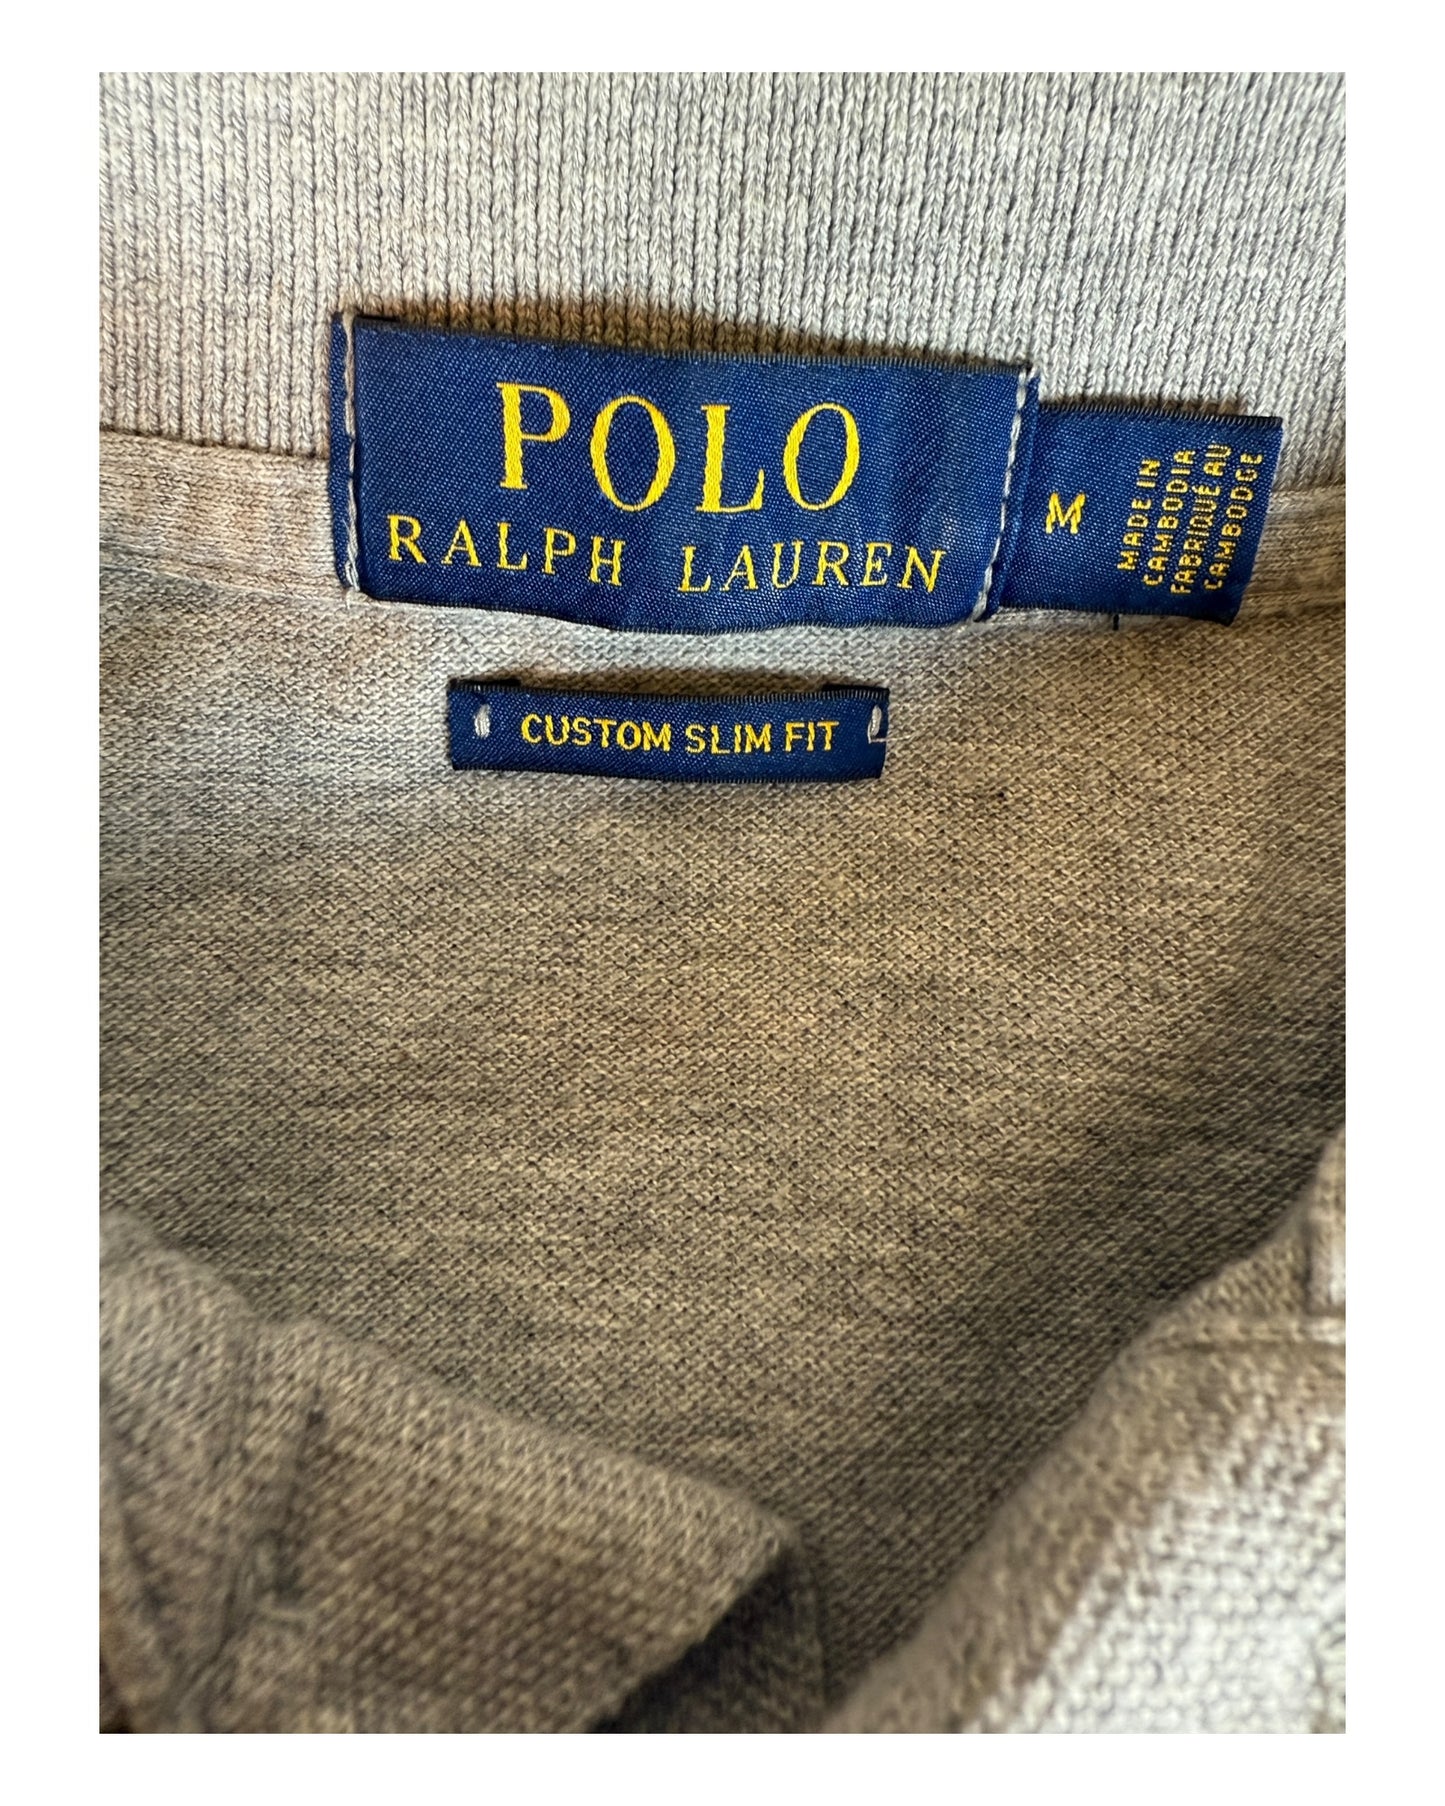 POLO
RALPH LAUREN
M
MADE IN
CAMBODIA
FABRIQUÉ AU
CAMBODGE
CUSTOM SLIM FIT